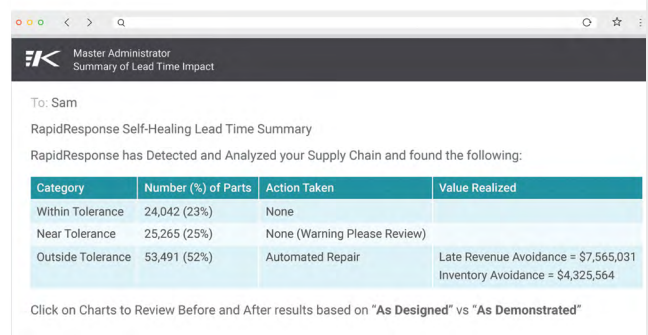 Master Administrator
Summary of Lead Time Impact
To: Sam
RapidResponse Self-Healing Lead Time Summary
RapidResponse has Detected and Analyzed your Supply Chain and found the following:
Category Number (%) of Parts Action Taken Value Realized
Within Tolerance 24,042 (23%) None
Near Tolerance 25,265 (25%) None (Warning Please Review)
Outside Tolerance 53,491 (52%) Automated Repair Late Revenue Avoidance = $7,565,031
Inventory Avoidance = $4,325,564
Click on Charts to Review Before and After results based on “As Designed” vs “As Demonstrated”